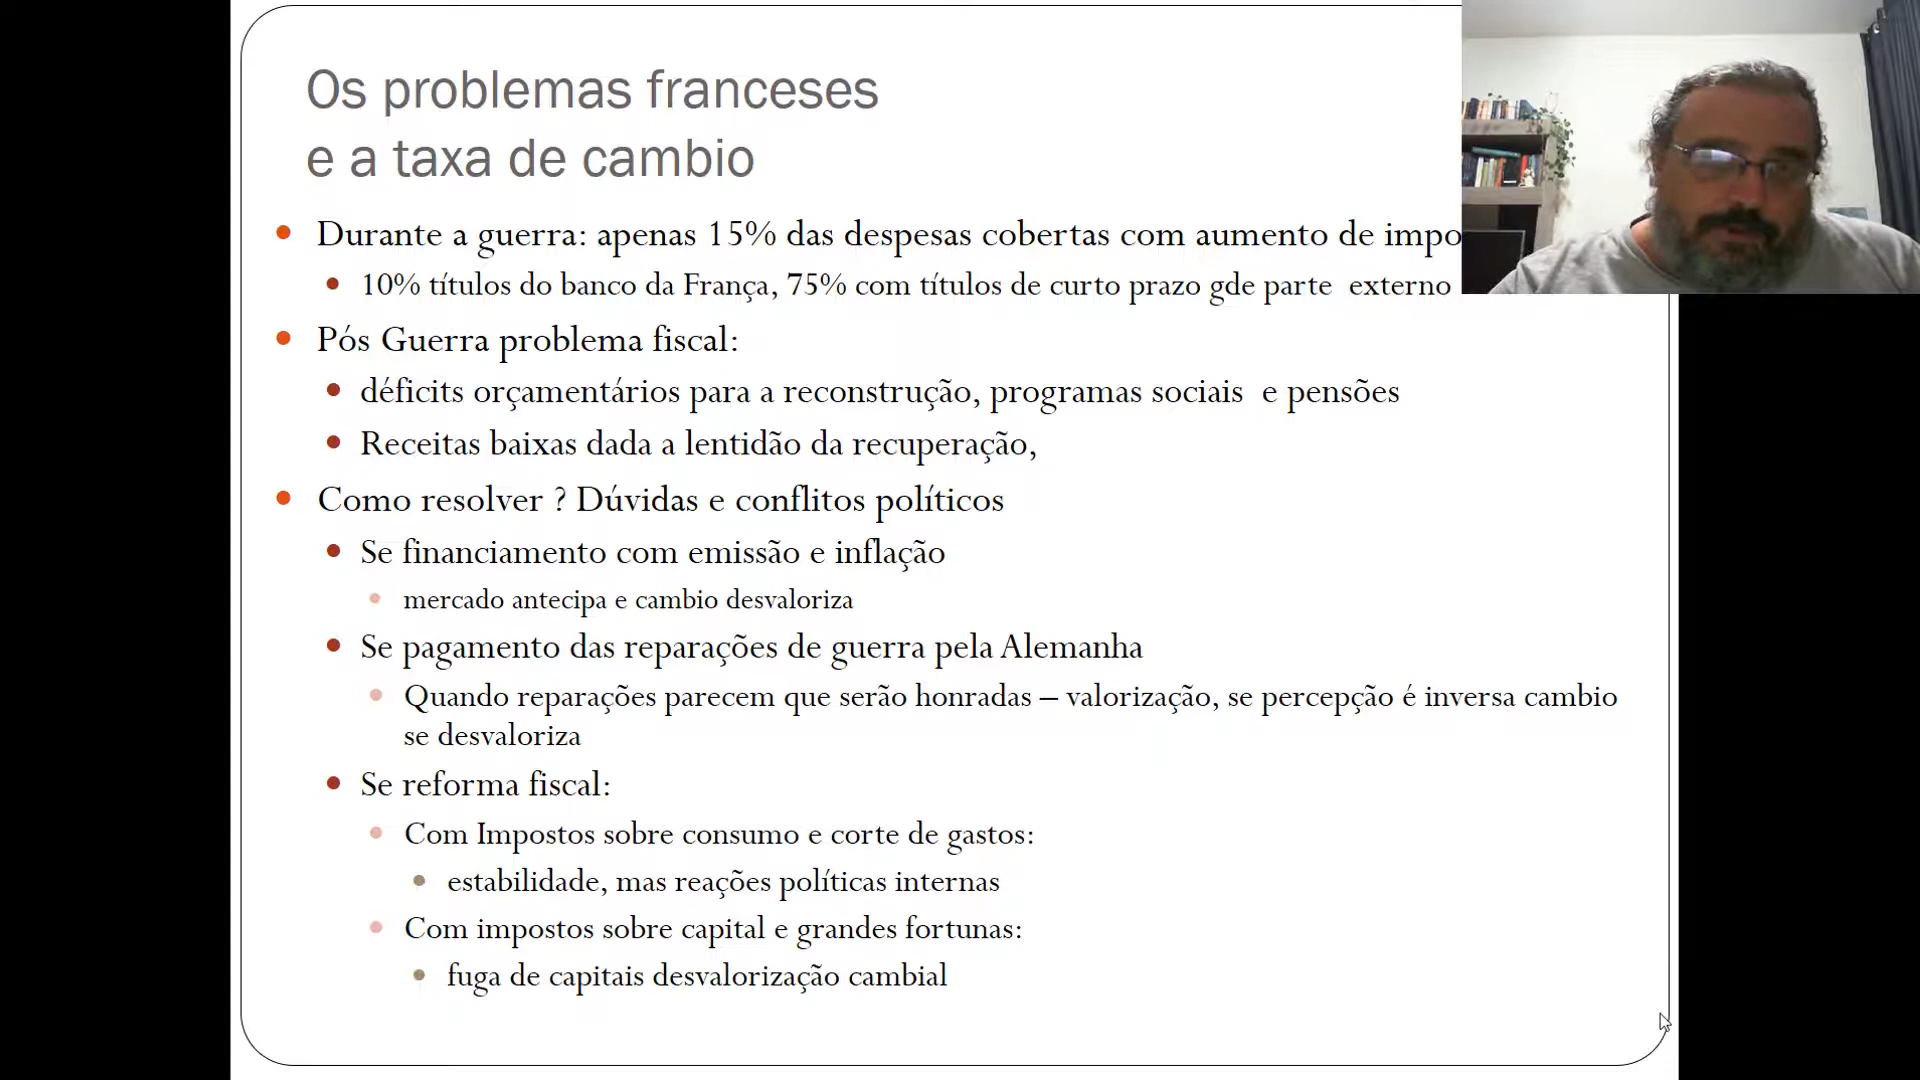 Os problemas franceses
e a taxa de cambio
Durante a guerra: apenas 15% das despesas cobertas com aumento de impo
10% títulos do banco da França, 75% com títulos de curto prazo gde parte externo
Pós Guerra problema fiscal:
déficits orçamentários para a reconstrução, programas sociais e pensões
Receitas baixas dada a lentidão da recuperação,
Como resolver ? Dúvidas e conflitos políticos
Se financiamento com emissão e inflação
mercado antecipa e cambio desvaloriza
Se pagamento das reparações de guerra pela Alemanha
Quando reparações parecem que serão honradas – valorização, se percepção é inversa cambio
se desvaloriza
Se reforma fiscal:
Com Impostos sobre consumo e corte de gastos:
estabilidade, mas reações políticas internas
Com impostos sobre capital e grandes fortunas:
fuga de capitais desvalorização cambial